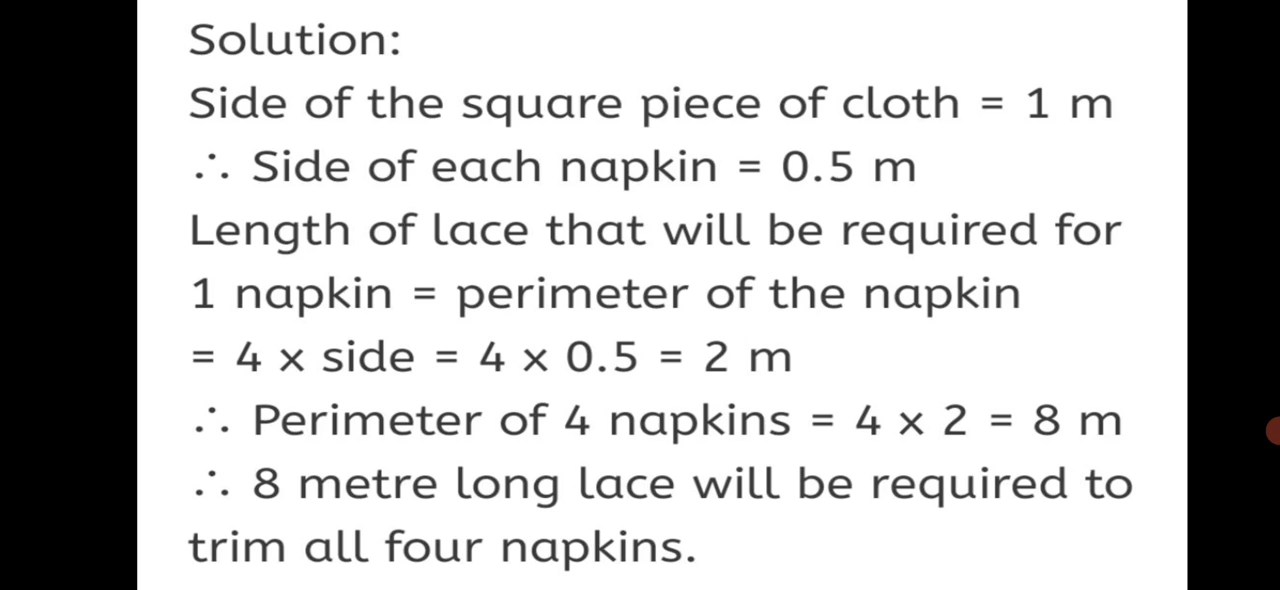 Solution:
Side of the square piece of cloth = 1 m
∴ Side of each napkin = 0.5 m
Length of lace that will be required for
1 napkin = perimeter of the napkin
= 4 x side = 4 x 0.5 = 2 m
∴ Perimeter of 4 napkins = 4 x 2 = 8 m
∴ 8 metre long lace will be required to
trim all four napkins.